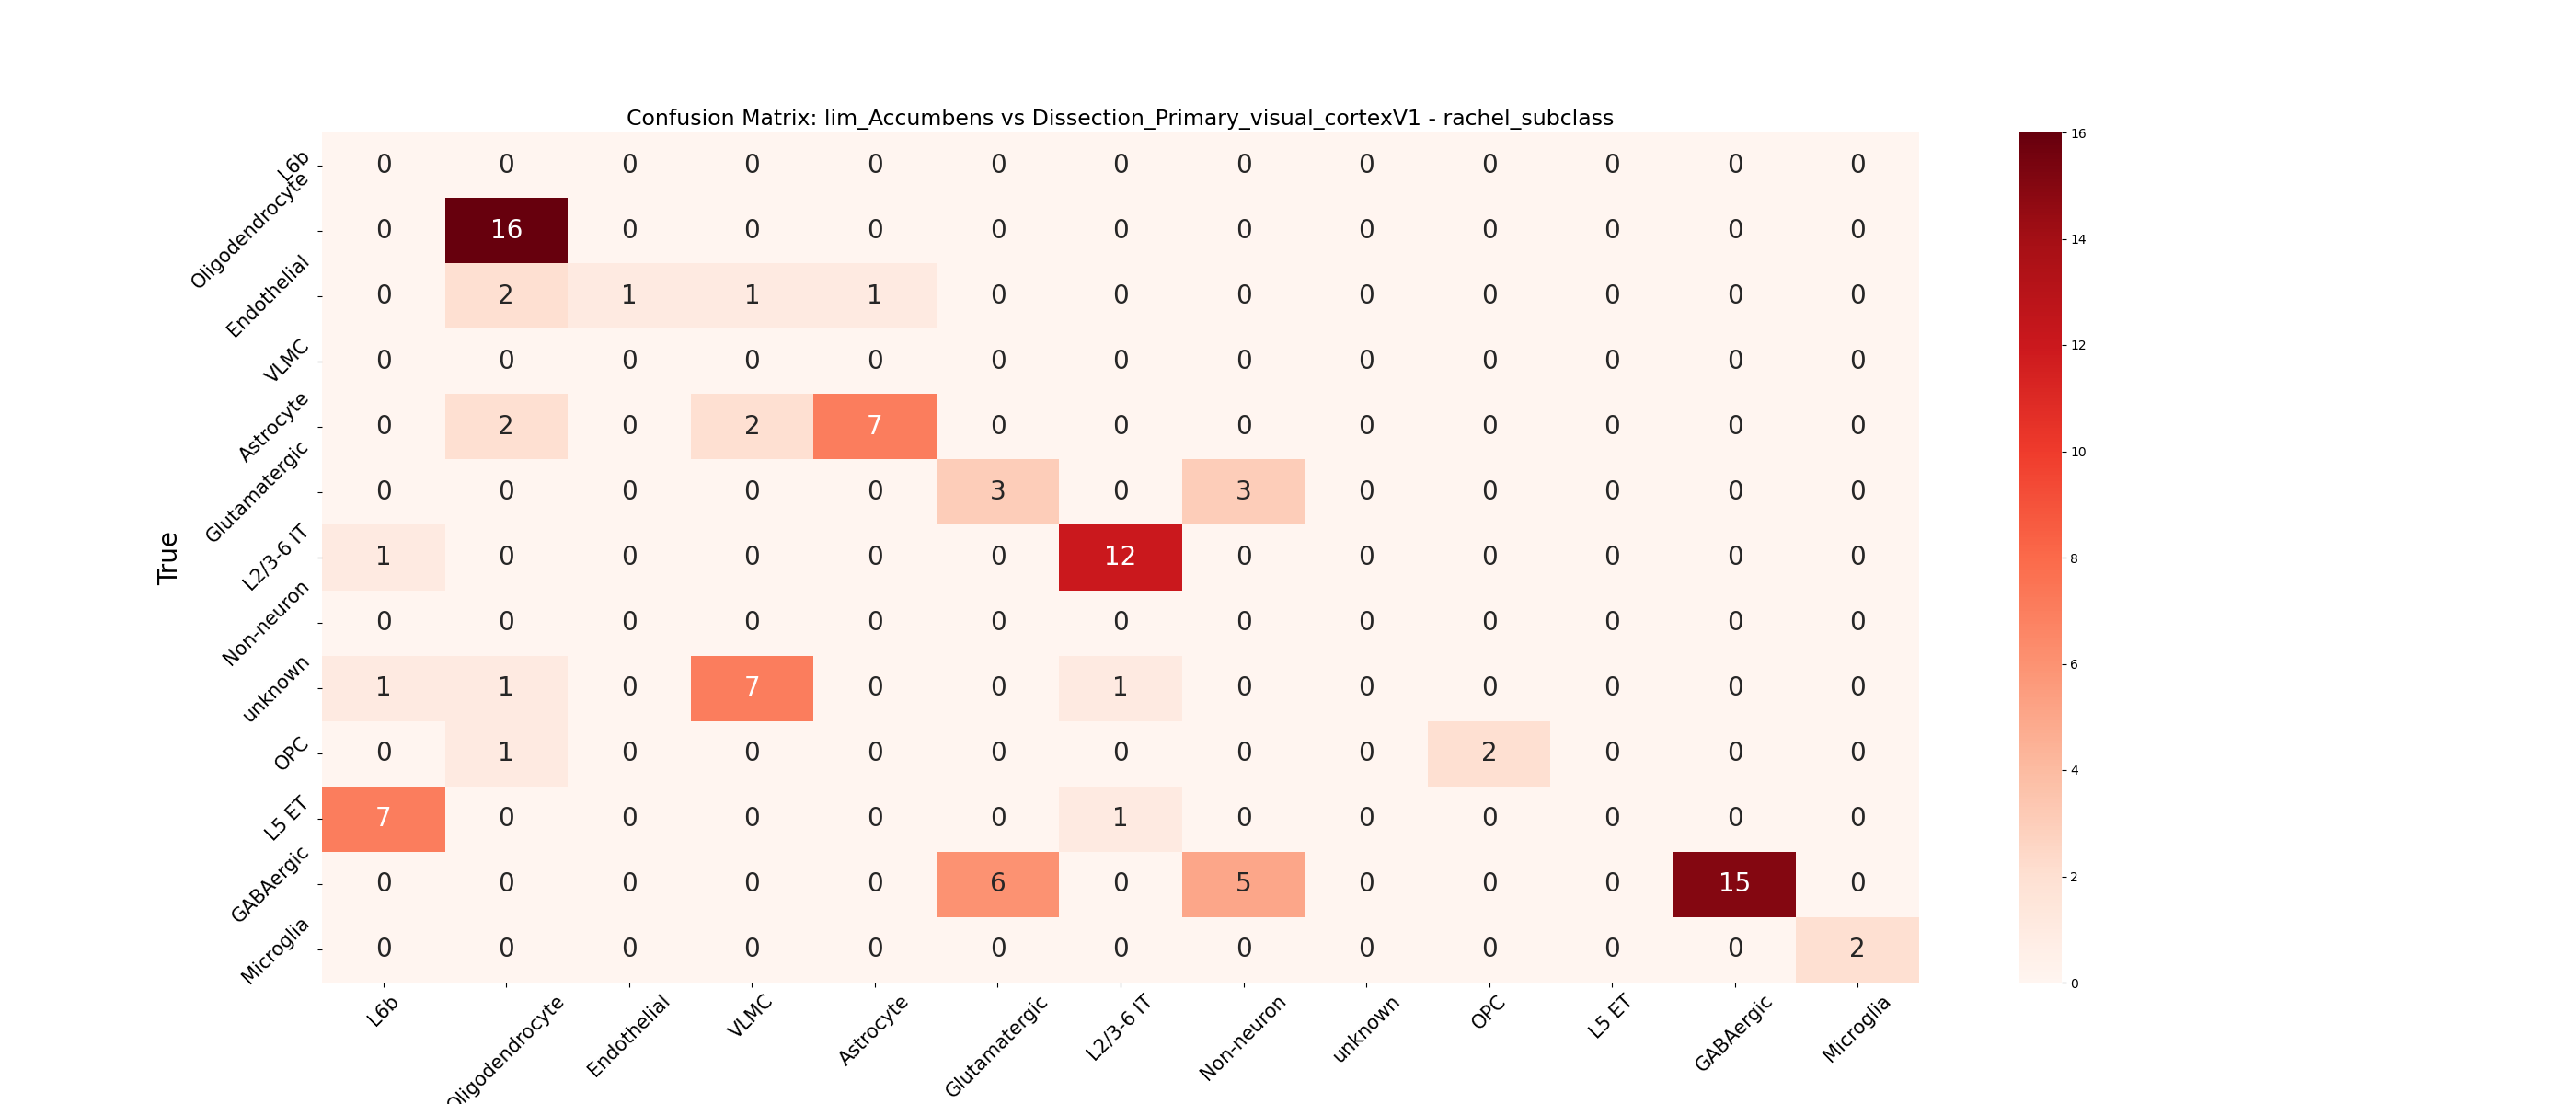 Confusion Matrix: lim_Accumbens vs Dissection_Primary_visual_cortexV1 - rachel_subclass
True
L6b 0 0 0 0 0 0 0 0 0 0 0 0 0
Oligodendrocyte 0 16 0 0 0 0 0 0 0 0 0 0 0
Endothelial 0 2 1 1 1 0 0 0 0 0 0 0 0
VLMC 0 0 0 0 0 0 0 0 0 0 0 0 0
Astrocyte 0 2 0 2 7 0 0 0 0 0 0 0 0
Glutamatergic 0 0 0 0 0 3 0 3 0 0 0 0 0
L2/3-6 IT 1 0 0 0 0 0 12 0 0 0 0 0 0
Non-neuron 0 0 0 0 0 0 0 0 0 0 0 0 0
unknown 1 1 0 7 0 0 1 0 0 0 0 0 0
OPC 0 1 0 0 0 0 0 0 0 2 0 0 0
L5 ET 7 0 0 0 0 0 1 0 0 0 0 0 0
GABAergic 0 0 0 0 0 6 0 5 0 0 0 15 0
Microglia 0 0 0 0 0 0 0 0 0 0 0 0 2
L6b Oligodendrocyte Endothelial VLMC Astrocyte Glutamatergic L2/3-6 IT Non-neuron unknown OPC L5 ET GABAergic Microglia
16
14
12
10
8
6
4
2
0